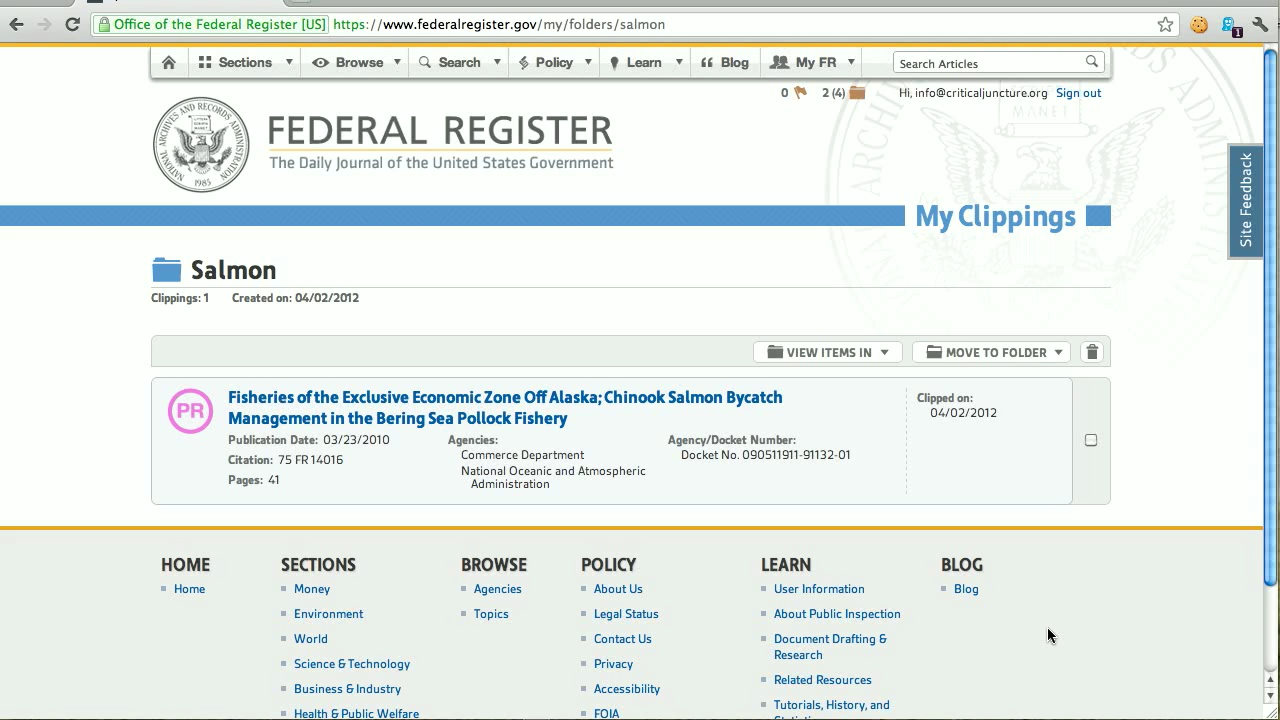 Office of the Federal Register [US] https://www.federalregister.gov/my/folders/salmon
1
Sections Browse Search Policy Learn Blog My FR Search Articles
0 2 (4) Hi, info@criticaljuncture.org Sign out
FEDERAL REGISTER
The Daily Journal of the United States Government
NATIONAL ARCHIVES AND RECORDS ADMINISTRATION
1985
MANET
Site Feedback
My Clippings
Salmon
Clippings: 1 Created on: 04/02/2012
VIEW ITEMS IN MOVE TO FOLDER
PR
Fisheries of the Exclusive Economic Zone Off Alaska; Chinook Salmon Bycatch
Management in the Bering Sea Pollock Fishery
Publication Date: 03/23/2010
Citation: 75 FR 14016
Pages: 41
Agencies:
Commerce Department
National Oceanic and Atmospheric
Administration
Agency/Docket Number:
Docket No. 090511911-91132-01
Clipped on:
04/02/2012
HOME
Home
SECTIONS
Money
Environment
World
Science & Technology
Business & Industry
Health & Public Welfare
BROWSE
Agencies
Topics
POLICY
About Us
Legal Status
Contact Us
Privacy
Accessibility
FOIA
LEARN
User Information
About Public Inspection
Document Drafting &
Research
Related Resources
Tutorials, History, and
BLOG
Blog